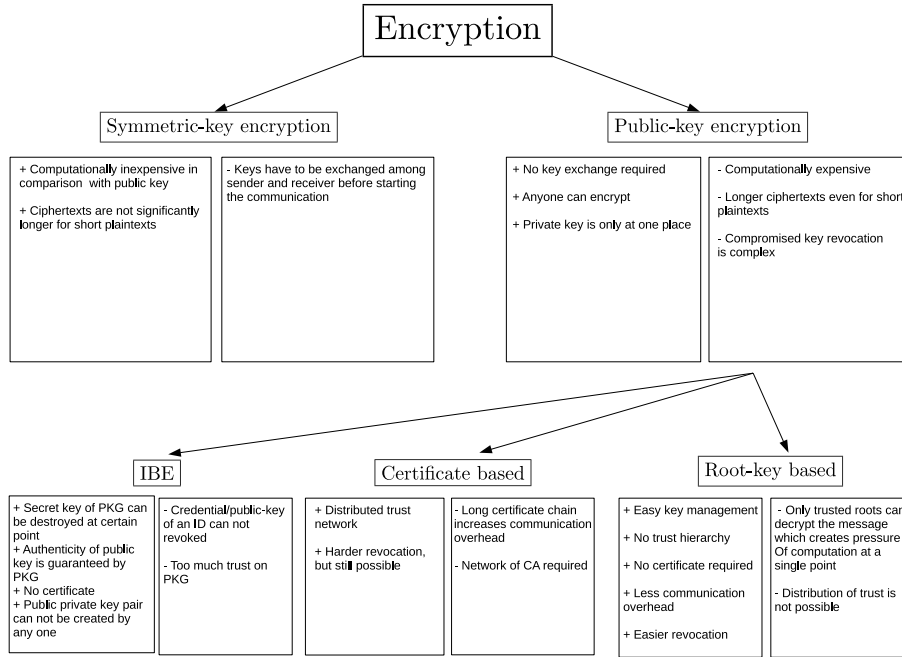 Encryption
Symmetric-key encryption
Public-key encryption
+ Computationally inexpensive in
comparison with public key
+ Ciphertexts are not significantly
longer for short plaintexts
- Keys have to be exchanged among
sender and receiver before starting
the communication
+ No key exchange required
+ Anyone can encrypt
+ Private key is only at one place
- Computationally expensive
- Longer ciphertexts even for short
plaintexts
- Compromised key revocation
is complex
IBE
Certificate based
Root-key based
+ Secret key of PKG can
be destroyed at certain
point
+ Authenticity of public
key is guaranteed by
PKG
+ No certificate
+ Public private key pair
can not be created by
any one
- Credential/public-key
of an ID can not
revoked
- Too much trust on
PKG
+ Distributed trust
network
+ Harder revocation,
but still possible
- Long certificate chain
increases communication
overhead
- Network of CA required
+ Easy key management
+ No trust hierarchy
+ No certificate required
+ Less communication
overhead
+ Easier revocation
- Only trusted roots can
decrypt the message
which creates pressure
Of computation at a
single point
- Distribution of trust is
not possible